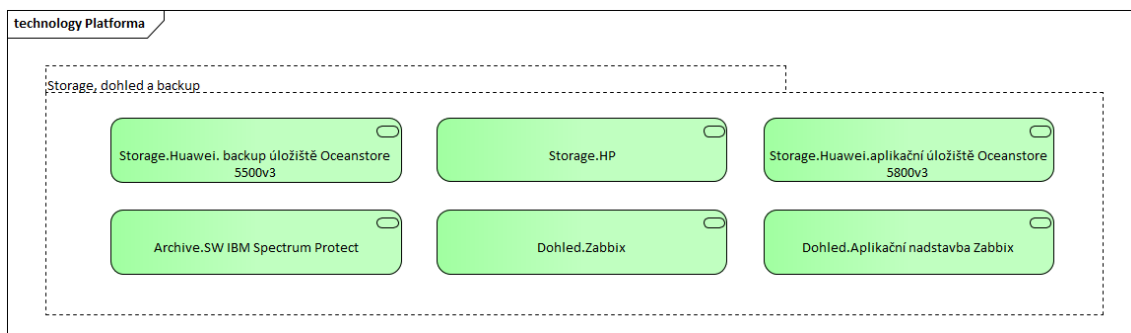 technology Platforma
Storage, dohled a backup
Storage.Huawei. backup úložiště Oceanstore
5500v3
Storage.HP
Storage.Huawei.aplikační úložiště Oceanstore
5800v3
Archive.SW IBM Spectrum Protect
Dohled.Zabbix
Dohled.Aplikační nadstavba Zabbix